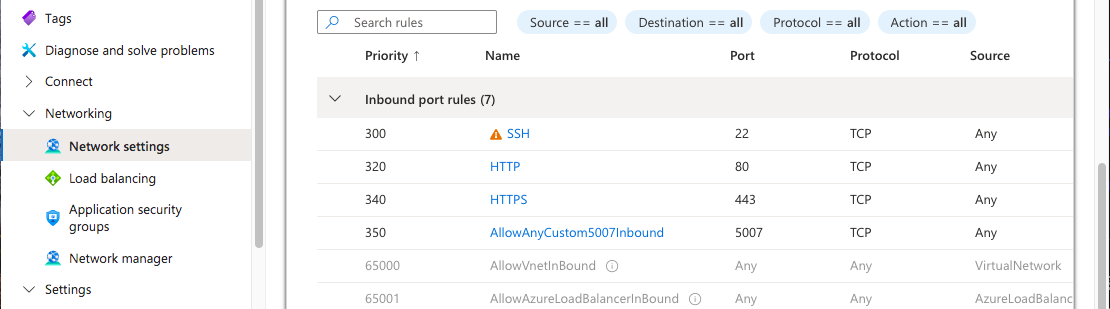 Tags
Diagnose and solve problems
Connect
Networking
Network settings
Load balancing
Application security
groups
Network manager
Settings
Search rules
Source == all
Destination == all
Protocol == all
Action == all
Priority ↑ Name Port Protocol Source
Inbound port rules (7)
300 SSH 22 TCP Any
320 HTTP 80 TCP Any
340 HTTPS 443 TCP Any
350 AllowAnyCustom5007Inbound 5007 TCP Any
65000 AllowVnetInBound Any Any VirtualNetwork
65001 AllowAzureLoadBalancerInBound Any Any AzureLoadBalanc